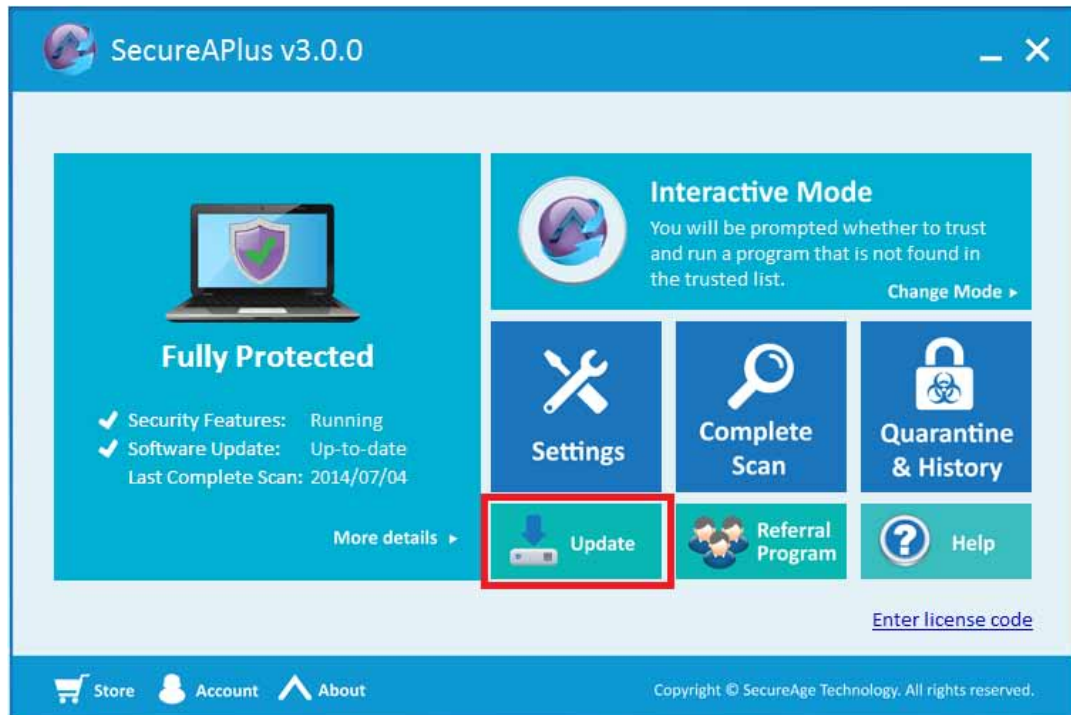 SecureAPlus v3.0.0
Fully Protected
Security Features: Running
Software Update: Up-to-date
Last Complete Scan: 2014/07/04
More details
Interactive Mode
You will be prompted whether to trust
and run a program that is not found in
the trusted list.
Change Mode
Settings
Complete
Scan
Quarantine
& History
Update
Referral
Program
Help
Enter license code
Store
Account
About
Copyright © SecureAge Technology. All rights reserved.